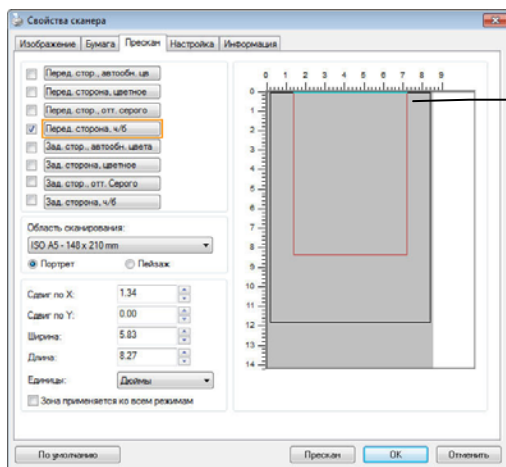 Свойства сканера
Изображение Бумага Прескан Настройка Информация
Перед. стор., автообн. цв
Перед. сторона, цветное
Перед. стор., отт. серого
Перед. сторона, ч/б
Зад. стор., автообн. цвета
Зад. сторона, цветное
Зад. стор., отт. Серого
Зад. сторона, ч/б
Область сканирования:
ISO A5 - 148 x 210 mm
Портрет Пейзаж
Сдвиг по X: 1.34
Сдвиг по Y: 0.00
Ширина: 5.83
Длина: 8.27
Единицы: Дюймы
Зона применяется ко всем режимам
0 1 2 3 4 5 6 7 8 9
0
1
2
3
4
5
6
7
8
9
10
11
12
13
14
По умолчанию Прескан OK Отменить